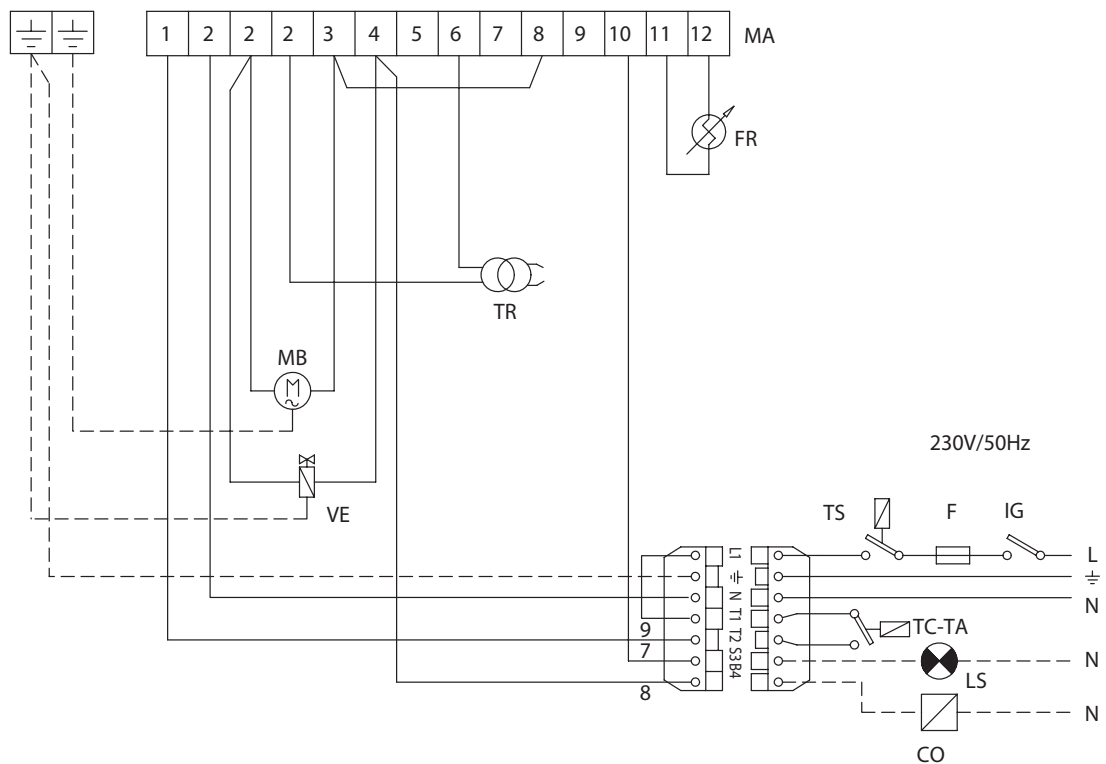 1 2 2 2 3 4 5 6 7 8 9 10 11 12 MA
FR
TR
MB
M
VE
230V/50Hz
TS F IG
L
N
L1
N
T1
T2
S3
B4
9
7
8
TC-TA
LS
N
CO
N